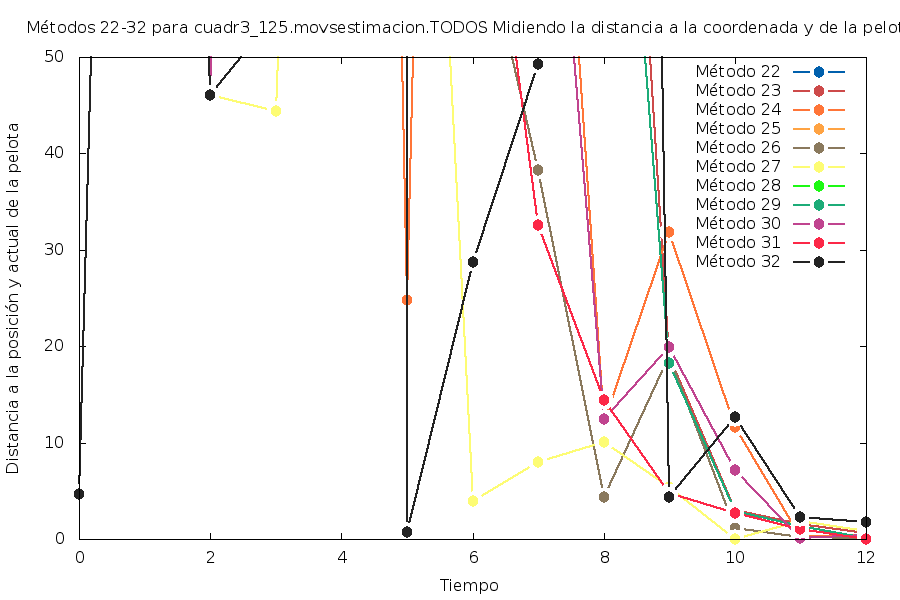 Métodos 22-32 para cuadr3_125.movsestimacion.TODOS Midiendo la distancia a la coordenada y de la pelot
50
40
30
20
10
0
Distancia a la posición y actual de la pelota
Método 22
Método 23
Método 24
Método 25
Método 26
Método 27
Método 28
Método 29
Método 30
Método 31
Método 32
0 2 4 6 8 10 12
Tiempo